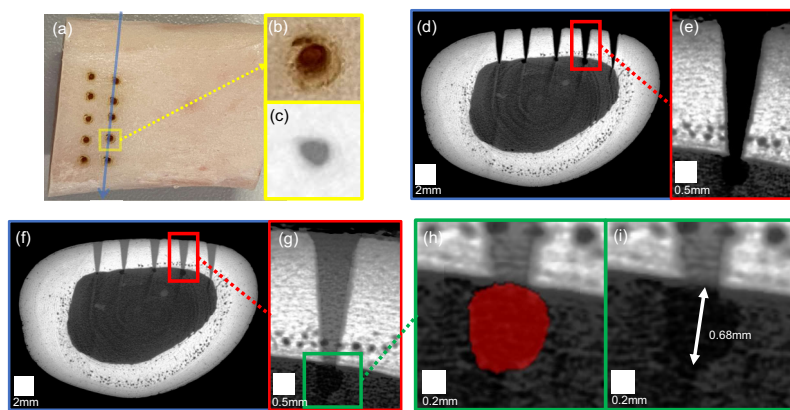 (a)
(b)
(c)
(d)
2mm
(e)
0.5mm
(f)
2mm
(g)
0.5mm
(h)
0.2mm
(i)
0.68mm
0.2mm